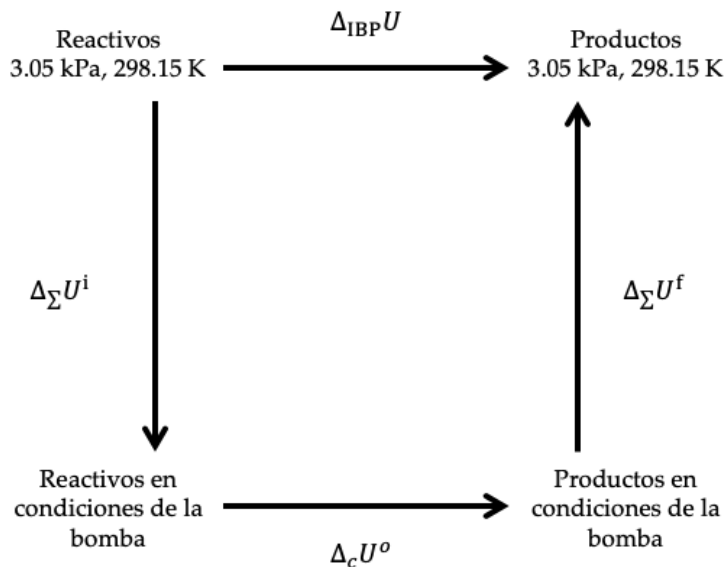 Δ_IBP U
Reactivos
3.05 kPa, 298.15 K
Productos
3.05 kPa, 298.15 K
Δ_Σ U^i
Δ_Σ U^f
Reactivos en
condiciones de la
bomba
Productos en
condiciones de la
bomba
Δ_c U^o